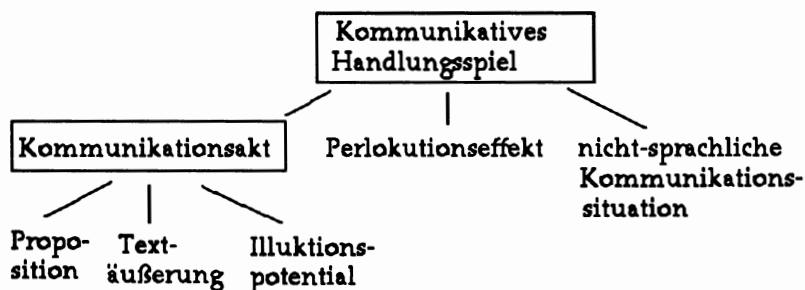 Kommunikatives
Handlungsspiel
Kommunikationsakt
Perlokutionseffekt
nicht-sprachliche
Kommunikations-
situation
Propo-
sition
Text-
äußerung
Illuktions-
potential